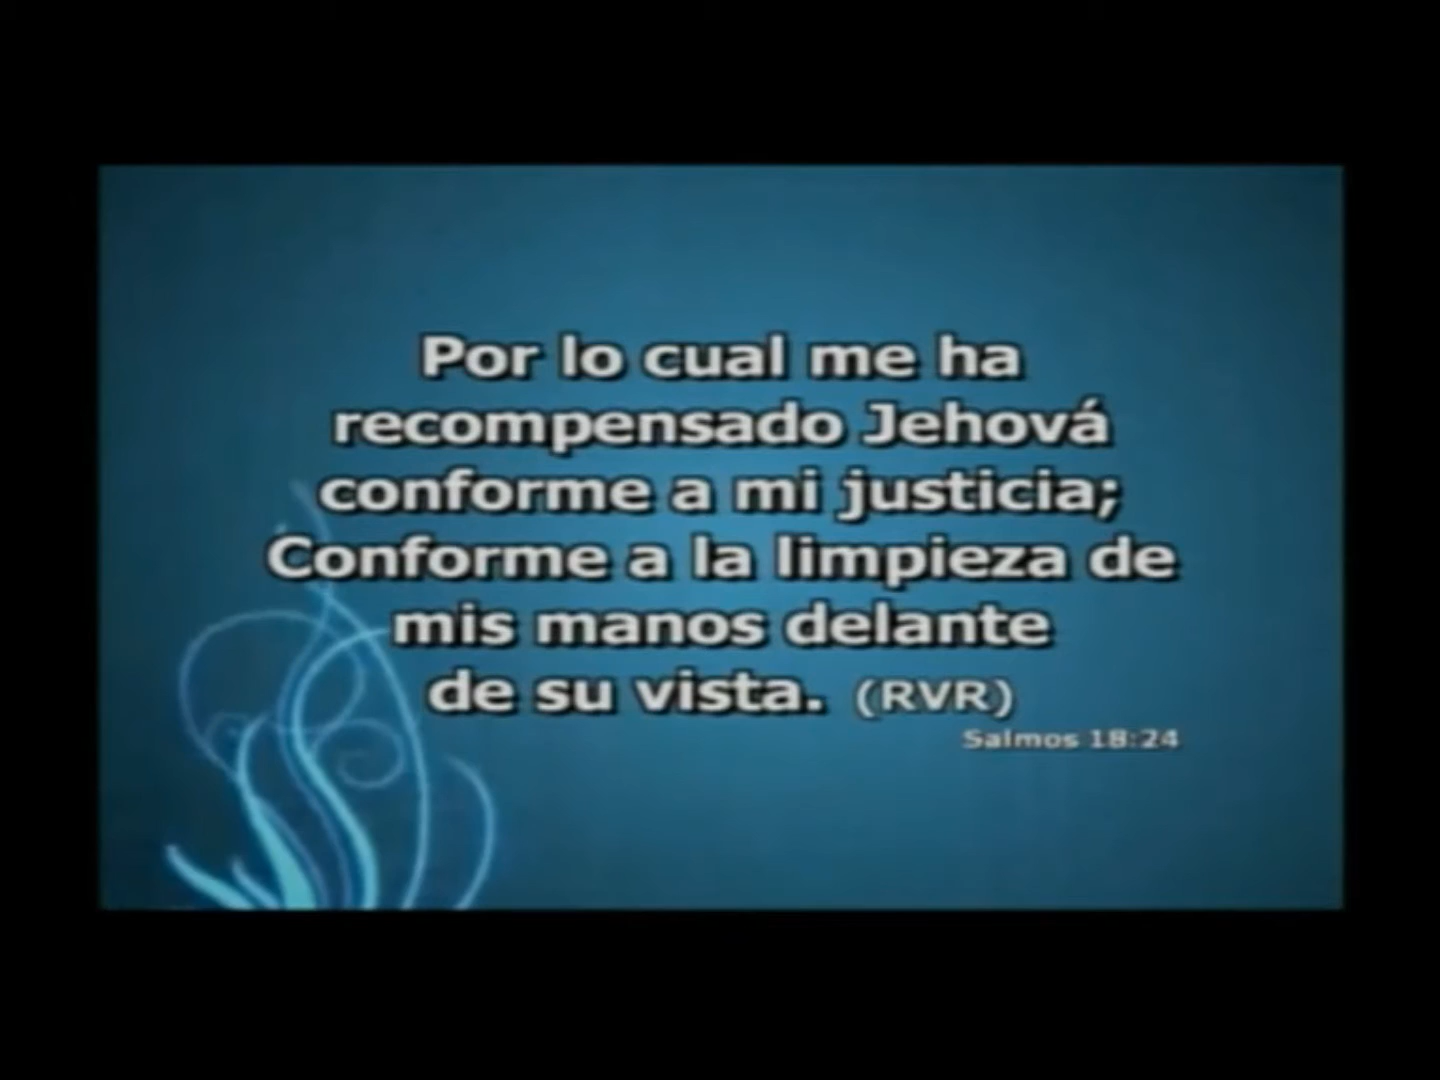 Por lo cual me ha
recompensado Jehová
conforme a mi justicia;
Conforme a la limpieza de
mis manos delante
de su vista. (RVR)
Salmos 18:24